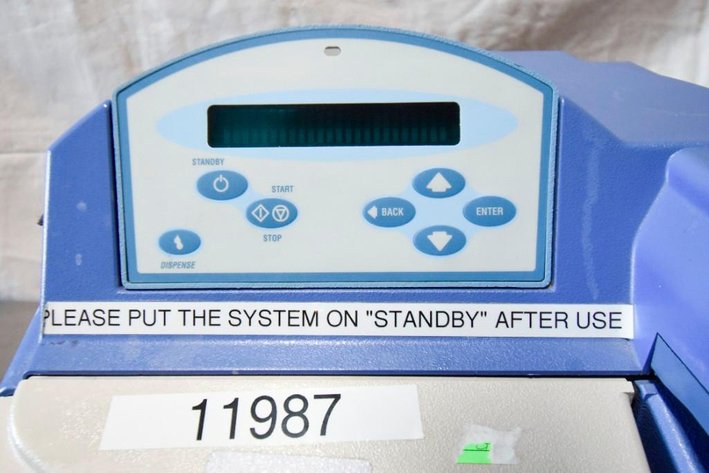 STANDBY
START
STOP
BACK
ENTER
DISPENSE
PLEASE PUT THE SYSTEM ON "STANDBY" AFTER USE
11987